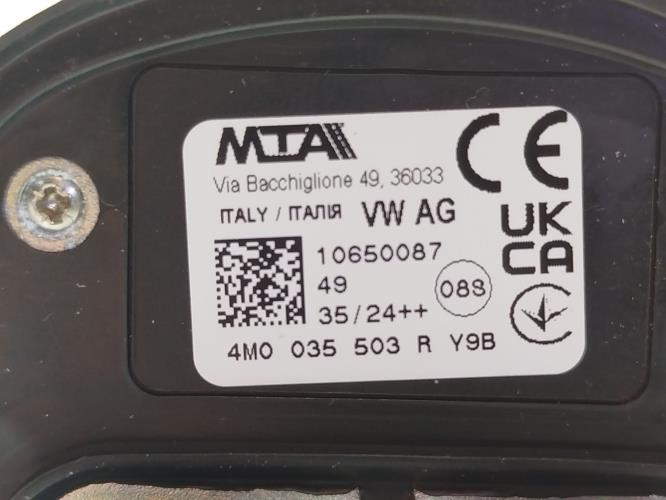 MTA
Via Bacchiglione 49, 36033
ITALY / ІТАЛІЯ VW AG
CE
UK
CA
10650087
49
08S
35/24++
4M0 035 503 R Y9B